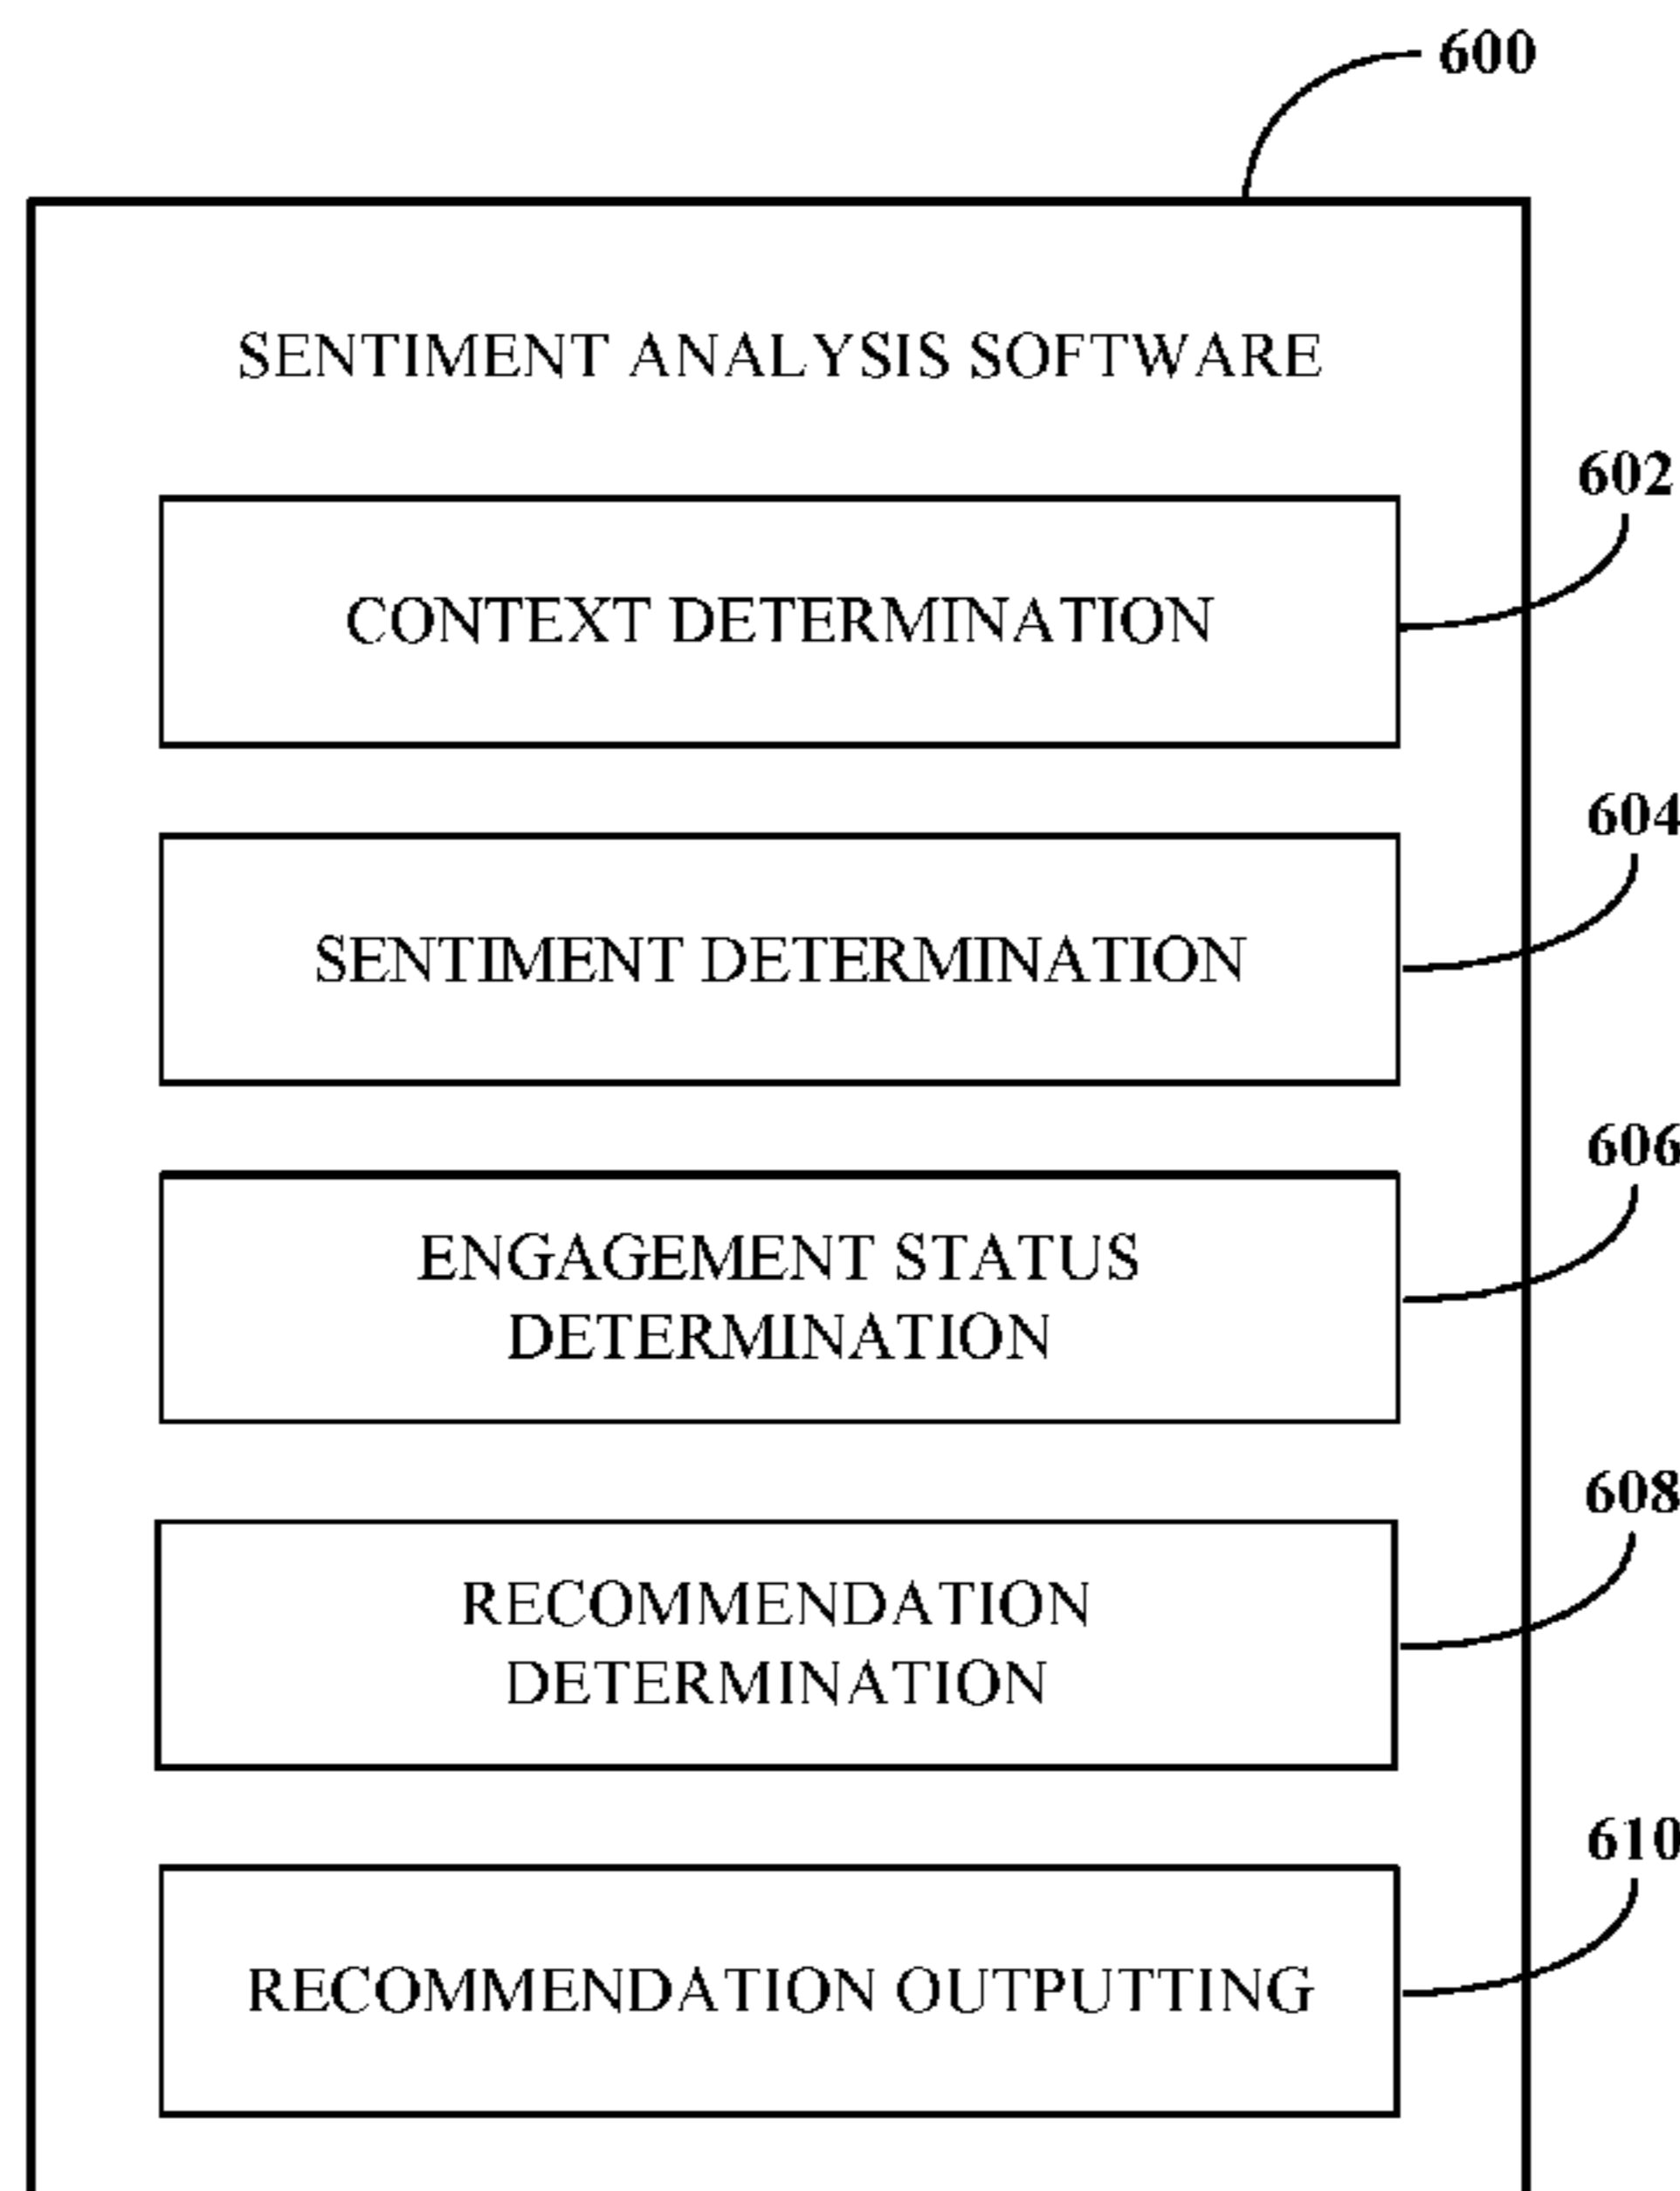 600
SENTIMENT ANALYSIS SOFTWARE
602
CONTEXT DETERMINATION
604
SENTIMENT DETERMINATION
606
ENGAGEMENT STATUS
DETERMINATION
608
RECOMMENDATION
DETERMINATION
610
RECOMMENDATION OUTPUTTING